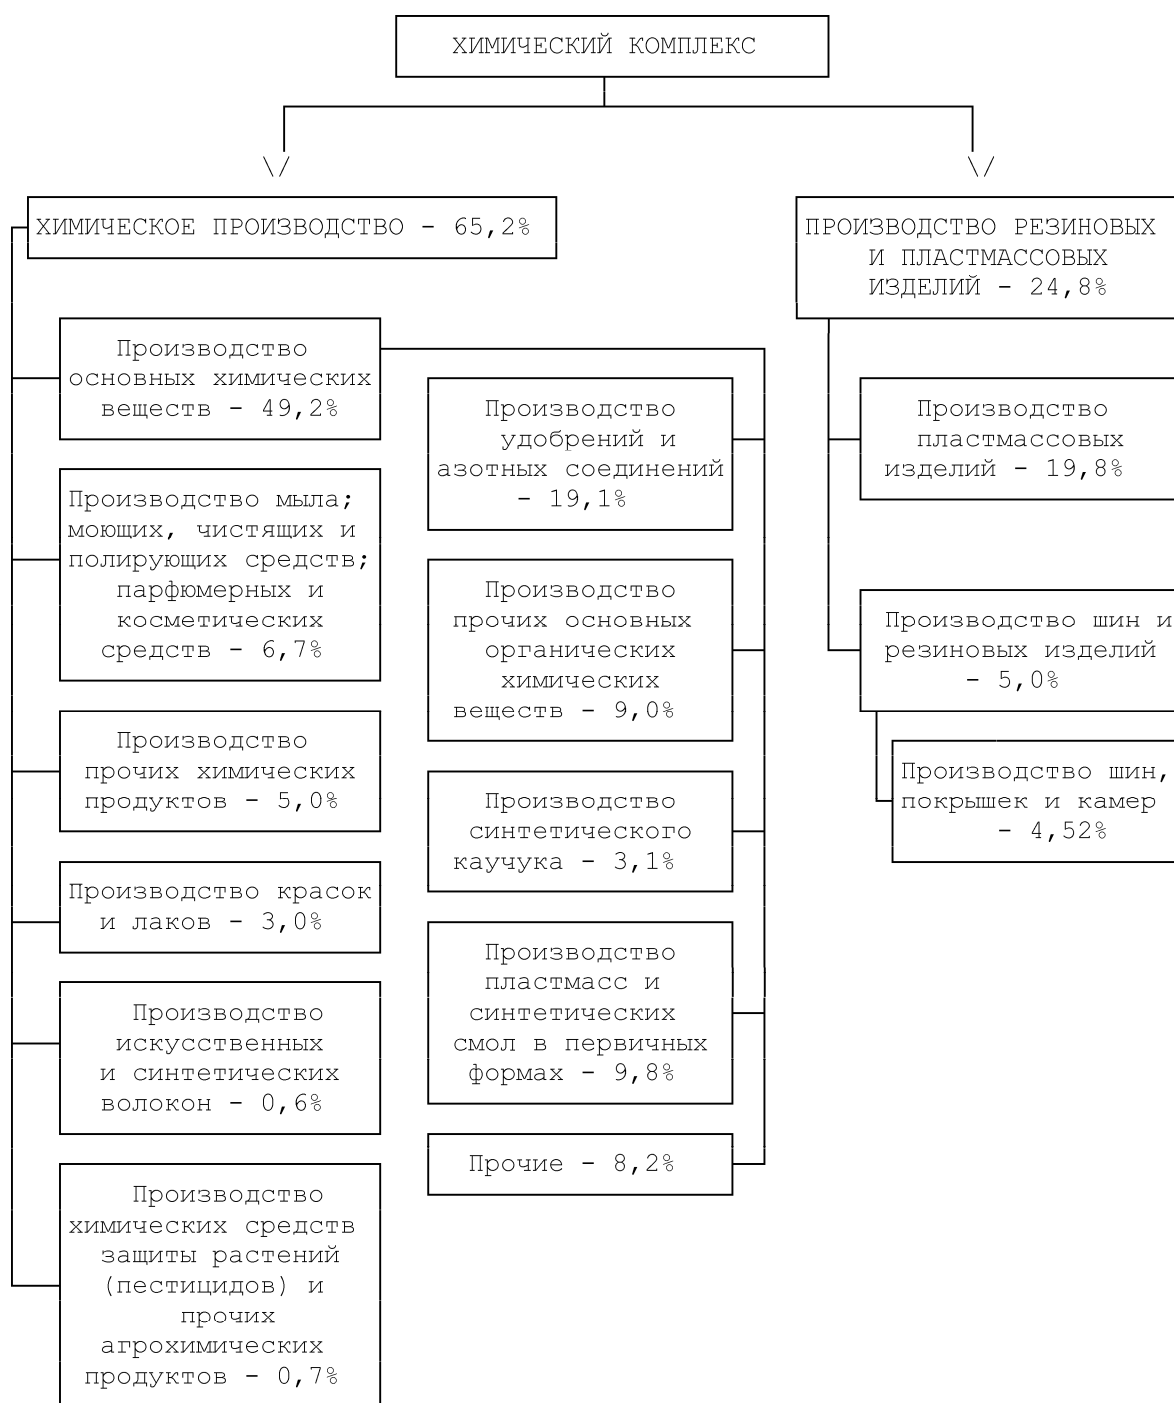 ХИМИЧЕСКИЙ КОМПЛЕКС
ХИМИЧЕСКОЕ ПРОИЗВОДСТВО - 65,2%
Производство
основных химических
веществ - 49,2%
Производство мыла;
моющих, чистящих и
полирующих средств;
парфюмерных и
косметических
средств - 6,7%
Производство
прочих химических
продуктов - 5,0%
Производство красок
и лаков - 3,0%
Производство
искусственных
и синтетических
волокон - 0,6%
Производство
химических средств
защиты растений
(пестицидов) и
прочих
агрохимических
продуктов - 0,7%
Производство
удобрений и
азотных соединений
- 19,1%
Производство
прочих основных
органических
химических
веществ - 9,0%
Производство
синтетического
каучука - 3,1%
Производство
пластмасс и
синтетических
смол в первичных
формах - 9,8%
Прочие - 8,2%
ПРОИЗВОДСТВО РЕЗИНОВЫХ
И ПЛАСТМАССОВЫХ
ИЗДЕЛИЙ - 24,8%
Производство
пластмассовых
изделий - 19,8%
Производство шин и
резиновых изделий
- 5,0%
Производство шин,
покрышек и камер
- 4,52%